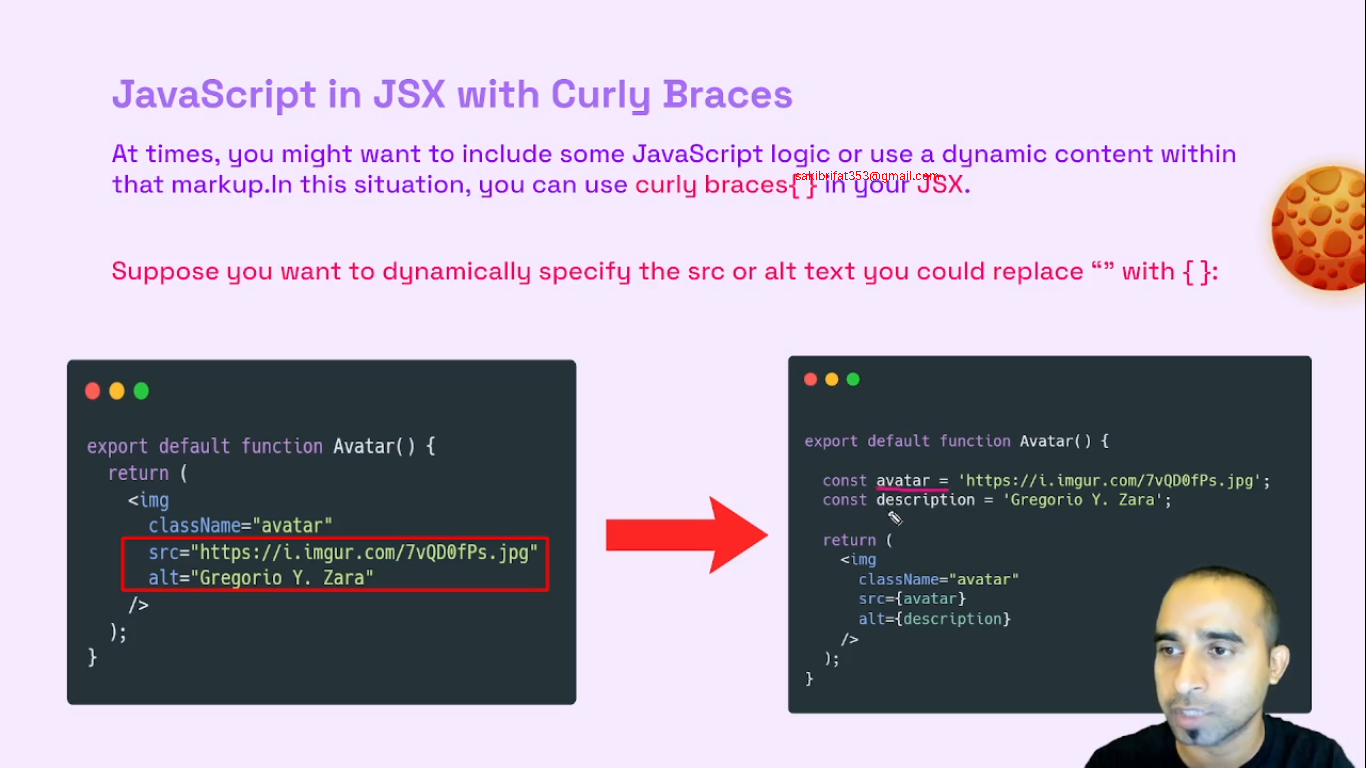 JavaScript in JSX with Curly Braces
At times, you might want to include some JavaScript logic or use a dynamic content within
that markup.In this situation, you can use curly braces{ } in your JSX.
sakibrifat353@gmail.com
Suppose you want to dynamically specify the src or alt text you could replace “” with { }:
export default function Avatar() {
return (
<img
className="avatar"
src="https://i.imgur.com/7vQD0fPs.jpg"
alt="Gregorio Y. Zara"
/>
);
}
export default function Avatar() {
const avatar = 'https://i.imgur.com/7vQD0fPs.jpg';
const description = 'Gregorio Y. Zara';
return (
<img
className="avatar"
src={avatar}
alt={description}
/>
);
}